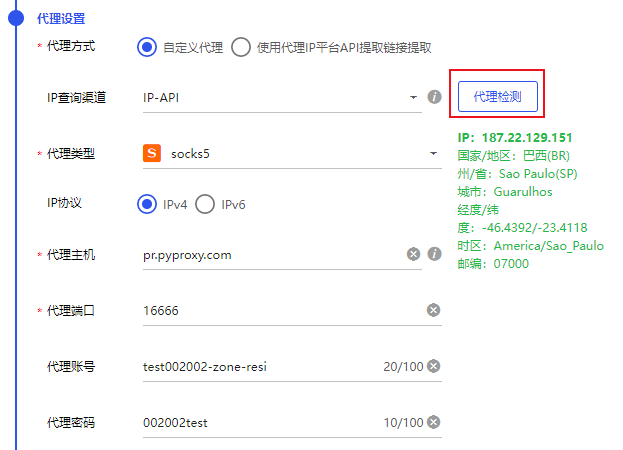 代理设置
* 代理方式 自定义代理 使用代理IP平台API提取链接提取
IP查询渠道 IP-API i 代理检测
IP：187.22.129.151
国家/地区：巴西(BR)
* 代理类型 S socks5
州/省：Sao Paulo(SP)
城市：Guarulhos
IP协议 IPv4 IPv6
经度/纬
度：-46.4392/-23.4118
时区：America/Sao_Paulo
* 代理主机 pr.pyproxy.com i
邮编：07000
* 代理端口 16666
代理账号 test002002-zone-resi 20/100
代理密码 002002test 10/100